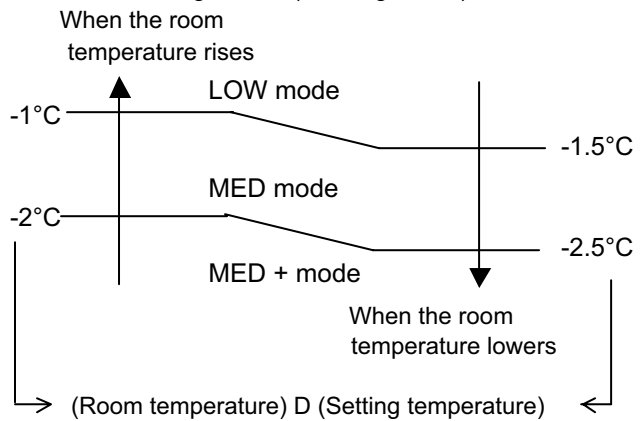 When the room
temperature rises
LOW mode
-1°C
-1.5°C
MED mode
-2°C
-2.5°C
MED + mode
When the room
temperature lowers
(Room temperature) D (Setting temperature)